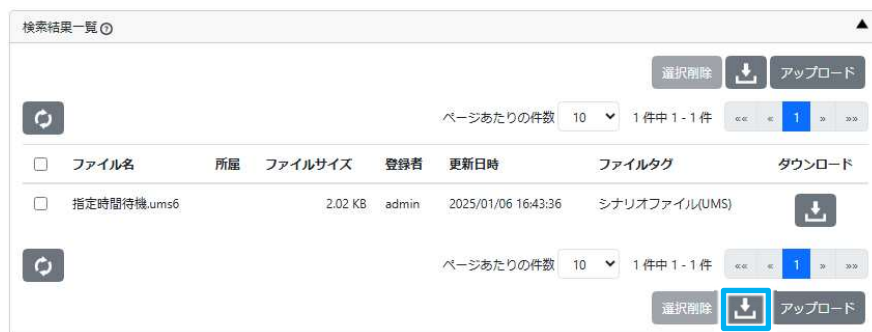 検索結果一覧 ?
選択削除 アップロード
ページあたりの件数 10 1 件中 1 - 1 件 «« « 1 » »»
ファイル名 所属 ファイルサイズ 登録者 更新日時 ファイルタグ ダウンロード
指定時間待機.ums6 2.02 KB admin 2025/01/06 16:43:36 シナリオファイル(UMS)
ページあたりの件数 10 1 件中 1 - 1 件 «« « 1 » »»
選択削除 アップロード